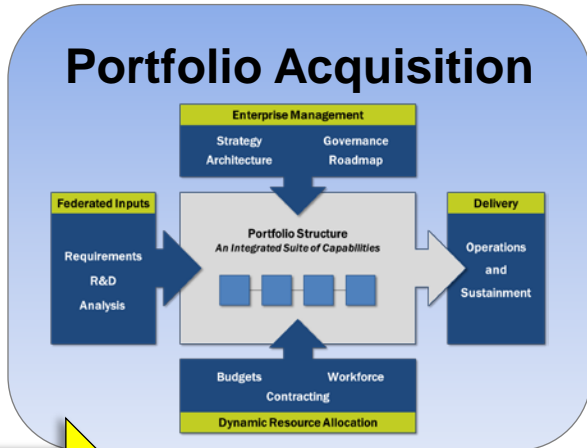 Portfolio Acquisition
Enterprise Management
Strategy Governance
Architecture Roadmap
Federated Inputs
Requirements
R&D
Analysis
Portfolio Structure
An Integrated Suite of Capabilities
Delivery
Operations
and
Sustainment
Budgets Workforce
Contracting
Dynamic Resource Allocation